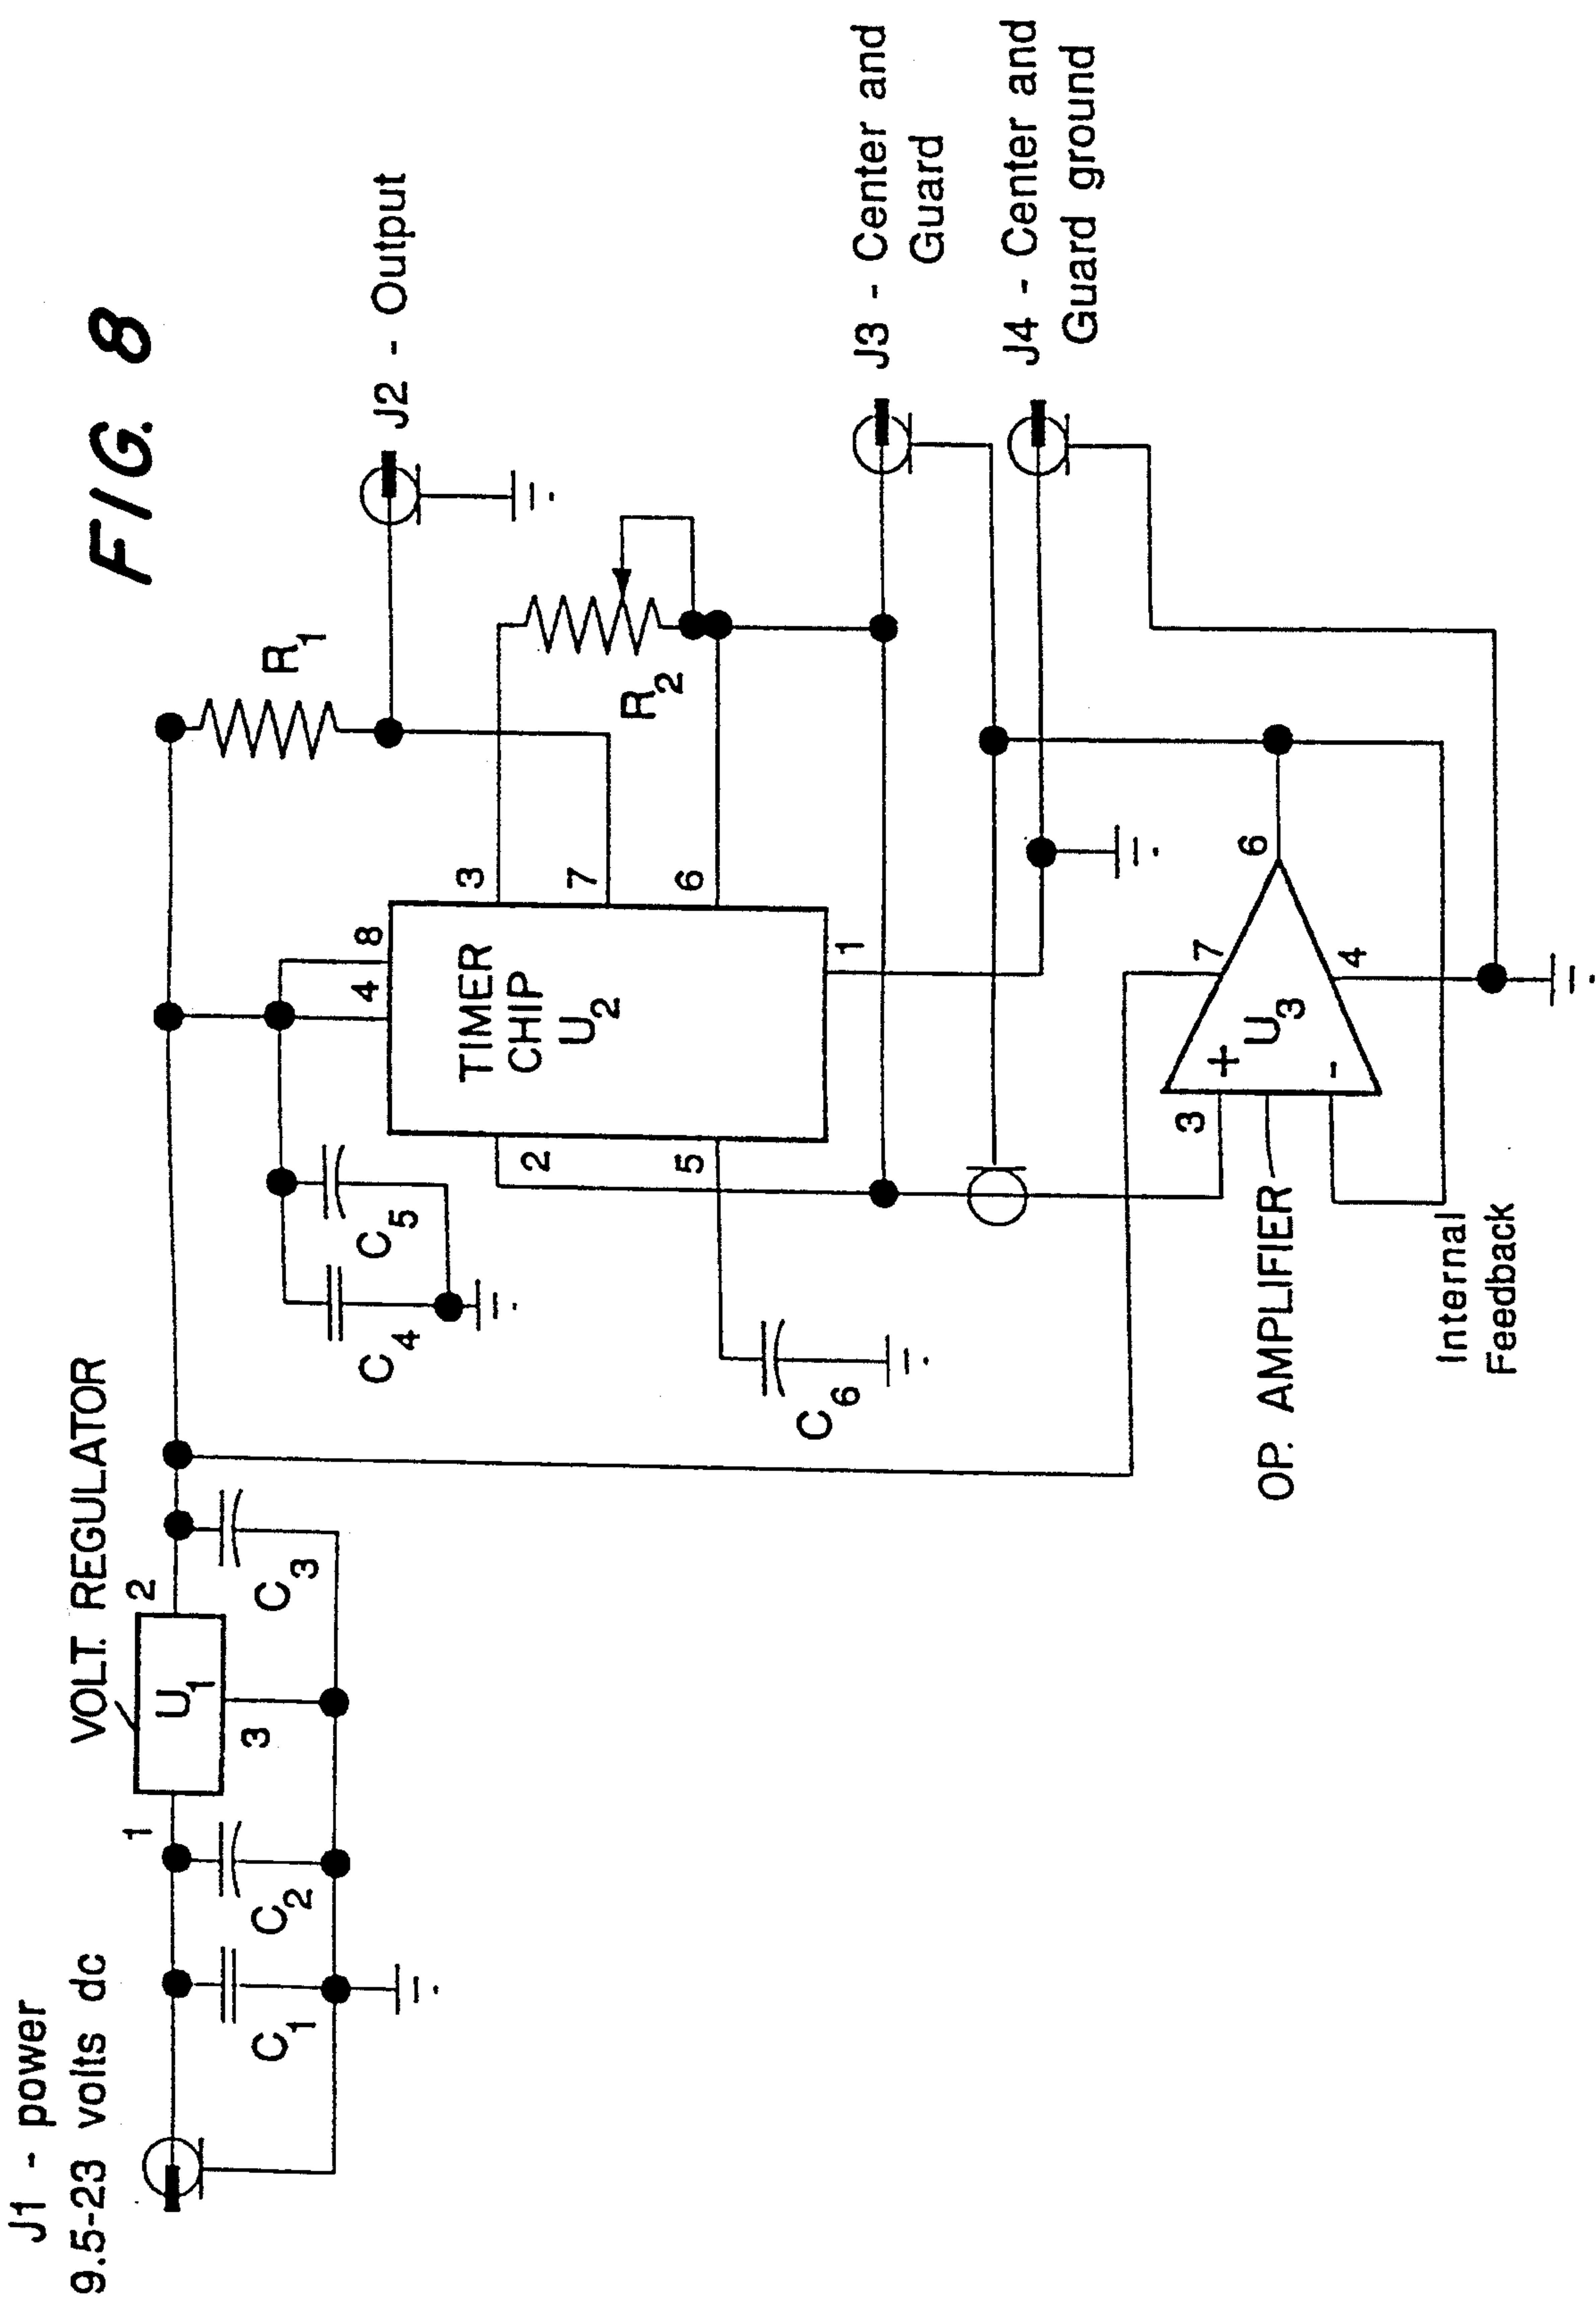 FIG. 8
J1 - power
9.5-23 volts dc
VOLT. REGULATOR
U1
1
2
3
C1
C2
C3
C4
C5
C6
R1
R2
J2 - Output
TIMER
CHIP
U2
4
8
3
7
6
2
5
1
J3 - Center and
Guard
J4 - Center and
Guard ground
U3
+
-
3
7
6
4
OP. AMPLIFIER
Internal
Feedback